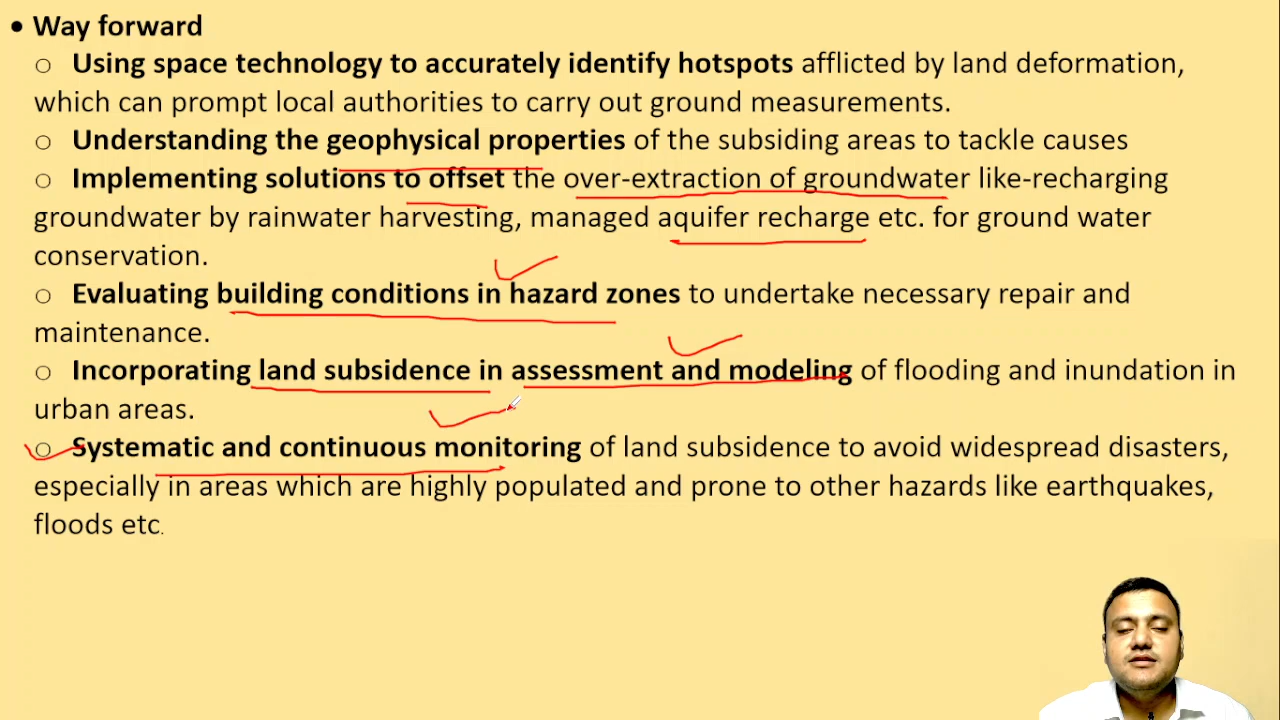 • Way forward
○ Using space technology to accurately identify hotspots afflicted by land deformation,
which can prompt local authorities to carry out ground measurements.
○ Understanding the geophysical properties of the subsiding areas to tackle causes
○ Implementing solutions to offset the over-extraction of groundwater like-recharging
groundwater by rainwater harvesting, managed aquifer recharge etc. for ground water
conservation.
○ Evaluating building conditions in hazard zones to undertake necessary repair and
maintenance.
○ Incorporating land subsidence in assessment and modeling of flooding and inundation in
urban areas.
○ Systematic and continuous monitoring of land subsidence to avoid widespread disasters,
especially in areas which are highly populated and prone to other hazards like earthquakes,
floods etc.